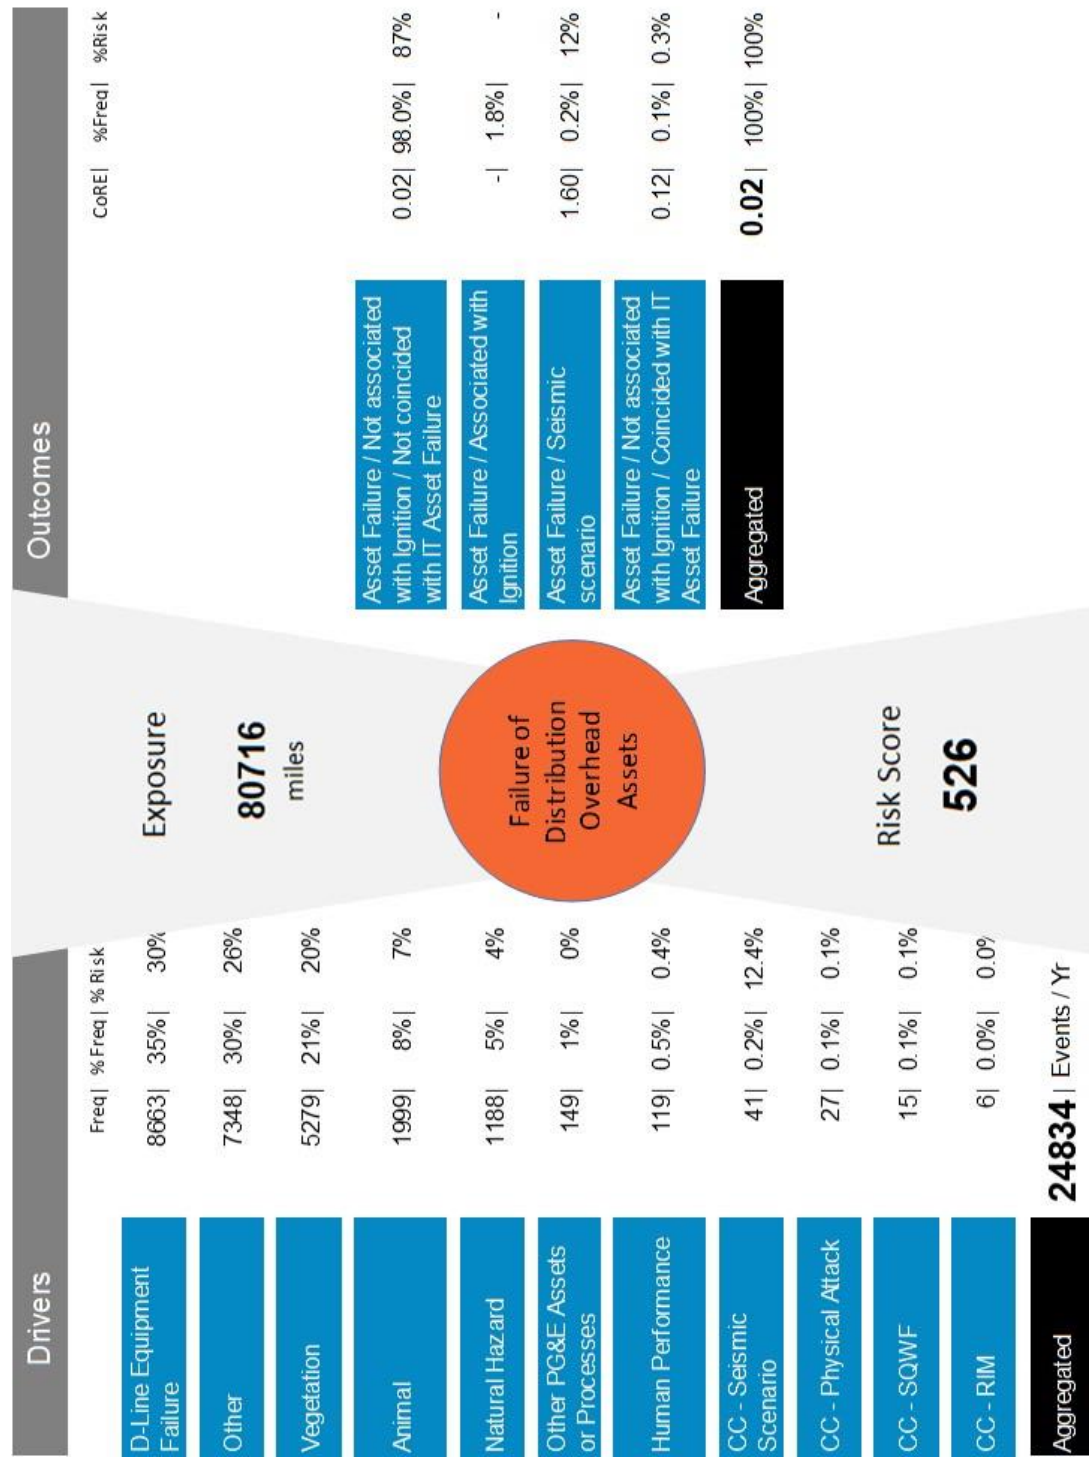 Drivers
Freq| %Freq| % Risk
D-Line Equipment
Failure
8663| 35%| 30%
Other
7348| 30%| 26%
Vegetation
5279| 21%| 20%
Animal
1999| 8%| 7%
Natural Hazard
1188| 5%| 4%
Other PG&E Assets
or Processes
149| 1%| 0%
Human Performance
119| 0.5%| 0.4%
CC - Seismic
Scenario
41| 0.2%| 12.4%
CC - Physical Attack
27| 0.1%| 0.1%
CC - SQWF
15| 0.1%| 0.1%
CC - RIM
6| 0.0%| 0.0%
Aggregated
24834 | Events / Yr
Exposure
80716
miles
Failure of
Distribution
Overhead
Assets
Risk Score
526
Outcomes
CoRE| %Freq| %Risk
Asset Failure / Not associated
with Ignition / Not coincided
with IT Asset Failure
0.02| 98.0%| 87%
Asset Failure / Associated with
Ignition
-| 1.8%| -
Asset Failure / Seismic
scenario
1.60| 0.2%| 12%
Asset Failure / Not associated
with Ignition / Coincided with IT
Asset Failure
0.12| 0.1%| 0.3%
Aggregated
0.02 | 100%| 100%